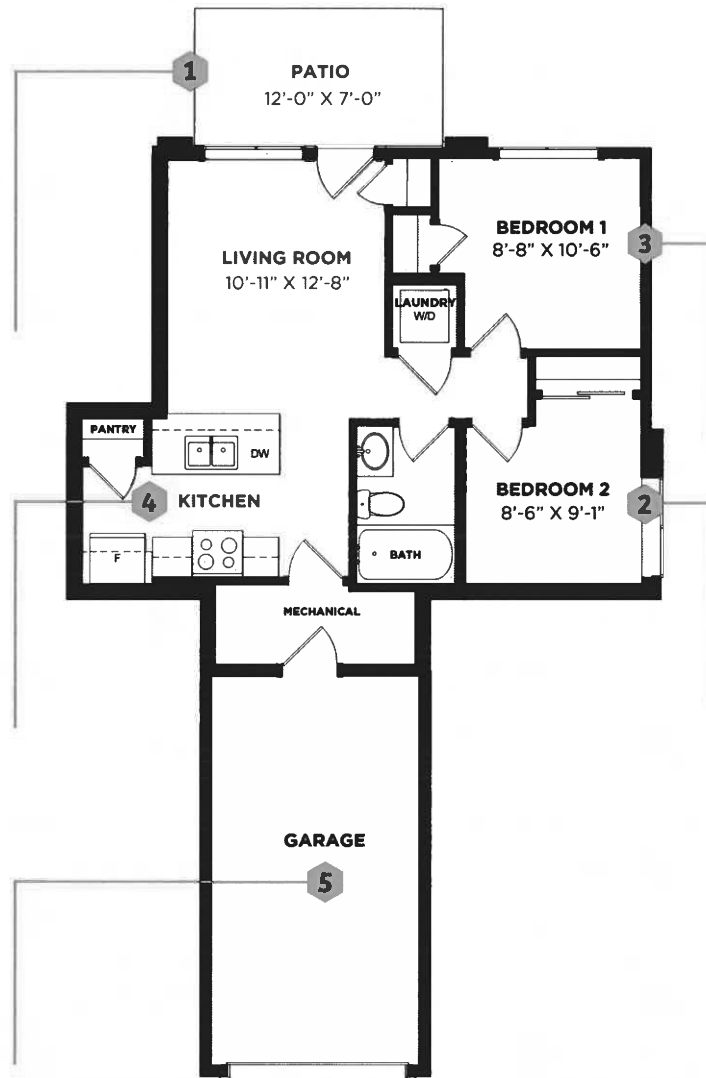 1
PATIO
12'-0" X 7'-0"
LIVING ROOM
10'-11" X 12'-8"
BEDROOM 1
8'-8" X 10'-6"
3
LAUNDRY
W/D
PANTRY
DW
4
KITCHEN
F
BATH
BEDROOM 2
8'-6" X 9'-1"
2
MECHANICAL
GARAGE
5